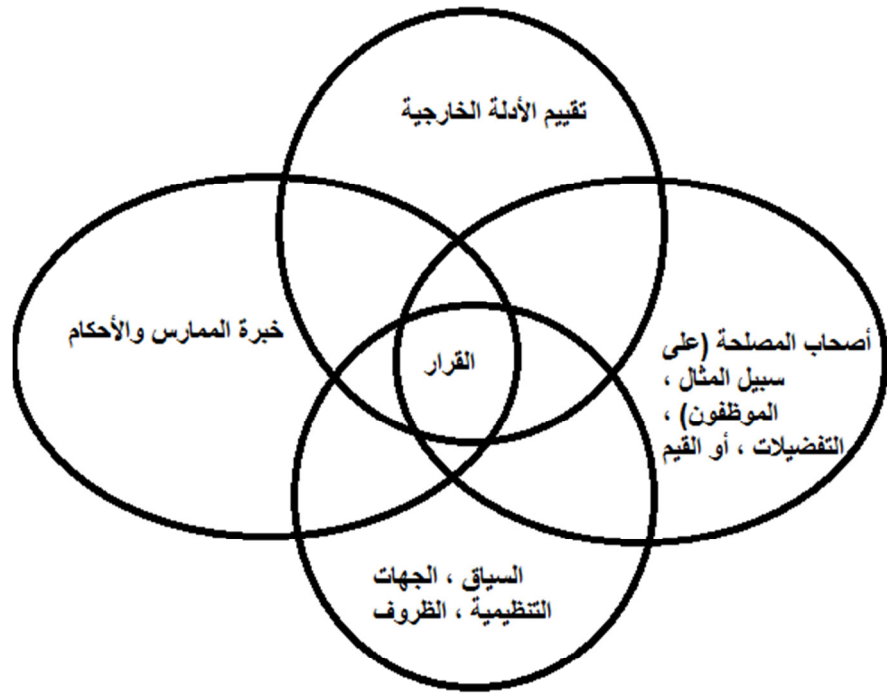 تقييم الأدلة الخارجية
خبرة الممارس والأحكام
القرار
أصحاب المصلحة (على
سبيل المثال ،
الموظفون) ،
التفضيلات ، أو القيم
السياق ، الجهات
التنظيمية ، الظروف